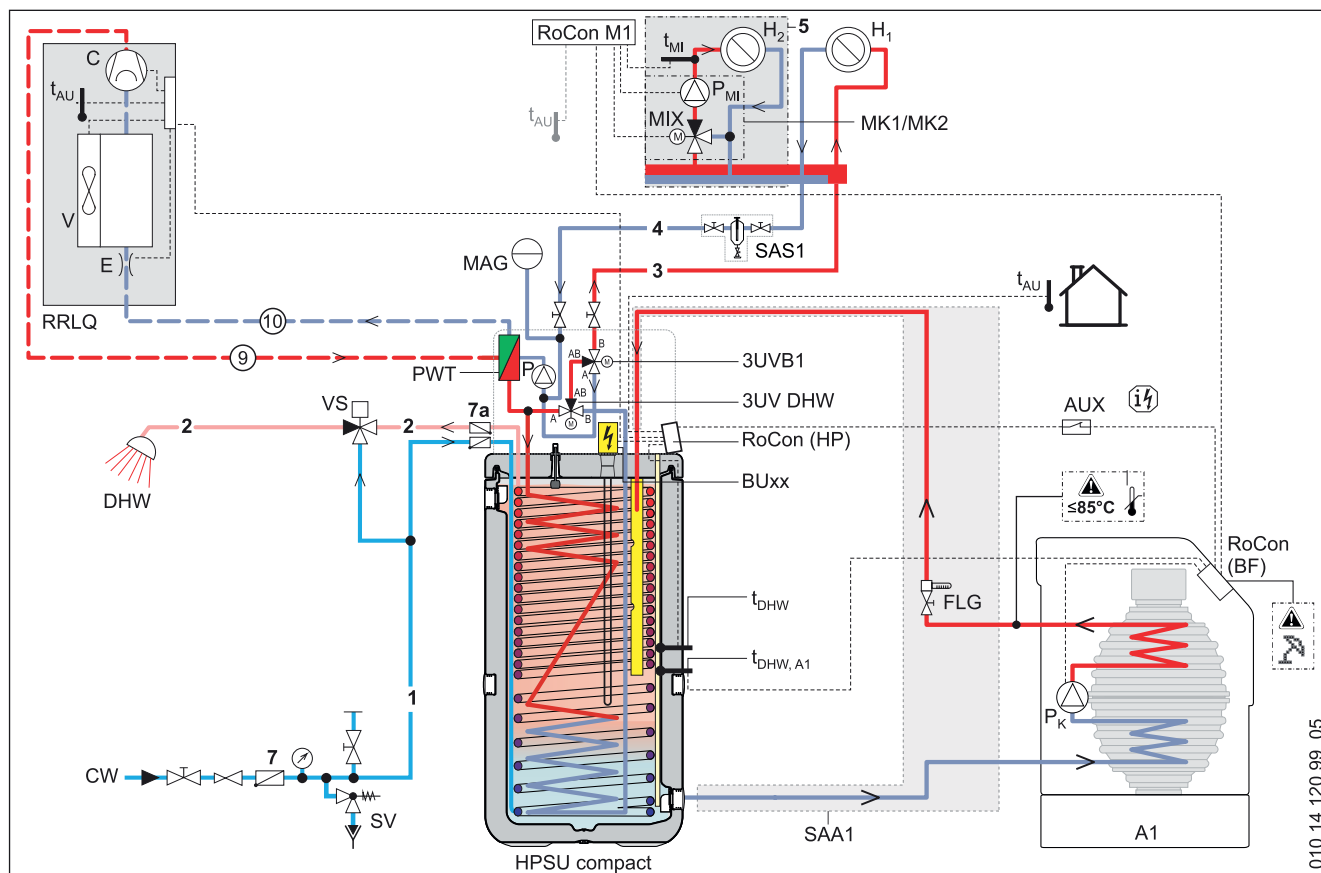 RoCon M1
tMI
H2
5
H1
C
tAU
tAU
PMI
MIX
M
MK1/MK2
V
E
MAG
4
SAS1
3
RRLQ
10
tAU
9
PWT
P
AB
B
A
M
3UVB1
AB
A
B
M
3UV DHW
VS
7a
2
2
RoCon (HP)
AUX
i
DHW
BUxx
≤85°C
RoCon
(BF)
tDHW
FLG
tDHW, A1
1
PK
7
CW
SV
SAA1
A1
HPSU compact
010 14 120 99_05